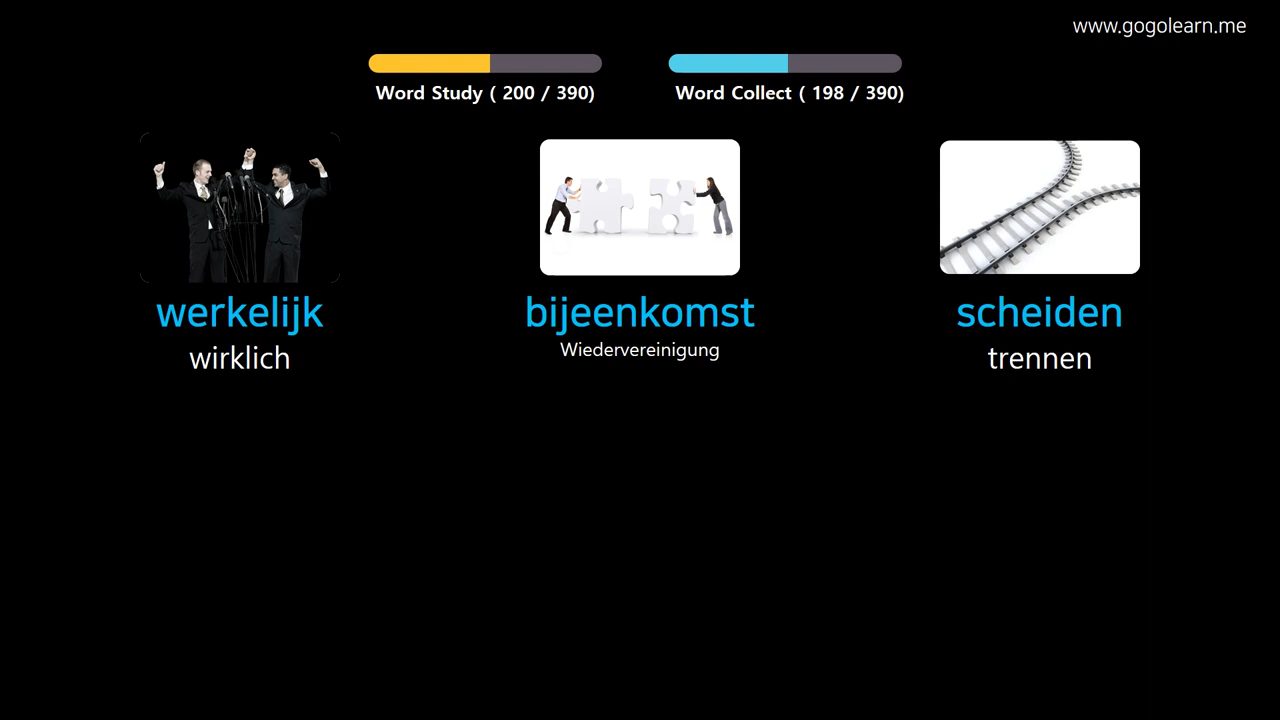 www.gogolearn.me
Word Study ( 200 / 390)
Word Collect ( 198 / 390)
werkelijk
wirklich
bijeenkomst
Wiedervereinigung
scheiden
trennen